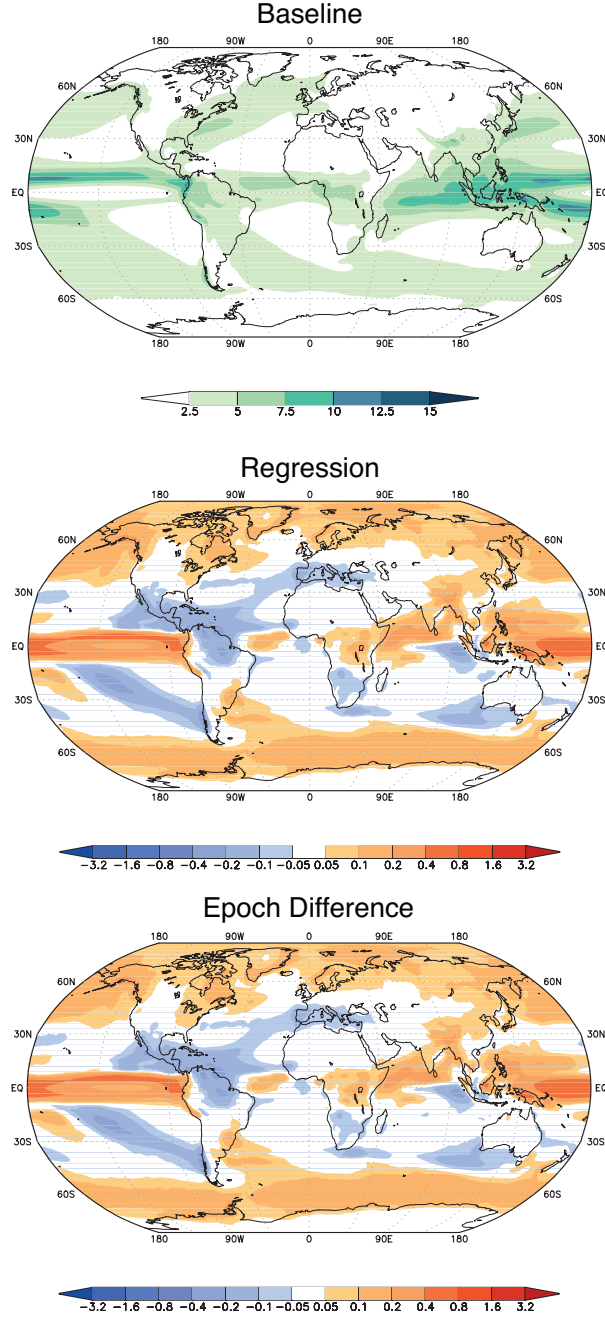 Baseline
180 90W 0 90E 180
60N 60N
30N 30N
EQ EQ
30S 30S
60S 60S
180 90W 0 90E 180
2.5 5 7.5 10 12.5 15
Regression
180 90W 0 90E 180
60N 60N
30N 30N
EQ EQ
30S 30S
60S 60S
180 90W 0 90E 180
-3.2 -1.6 -0.8 -0.4 -0.2 -0.1 -0.05 0.05 0.1 0.2 0.4 0.8 1.6 3.2
Epoch Difference
180 90W 0 90E 180
60N 60N
30N 30N
EQ EQ
30S 30S
60S 60S
180 90W 0 90E 180
-3.2 -1.6 -0.8 -0.4 -0.2 -0.1 -0.05 0.05 0.1 0.2 0.4 0.8 1.6 3.2